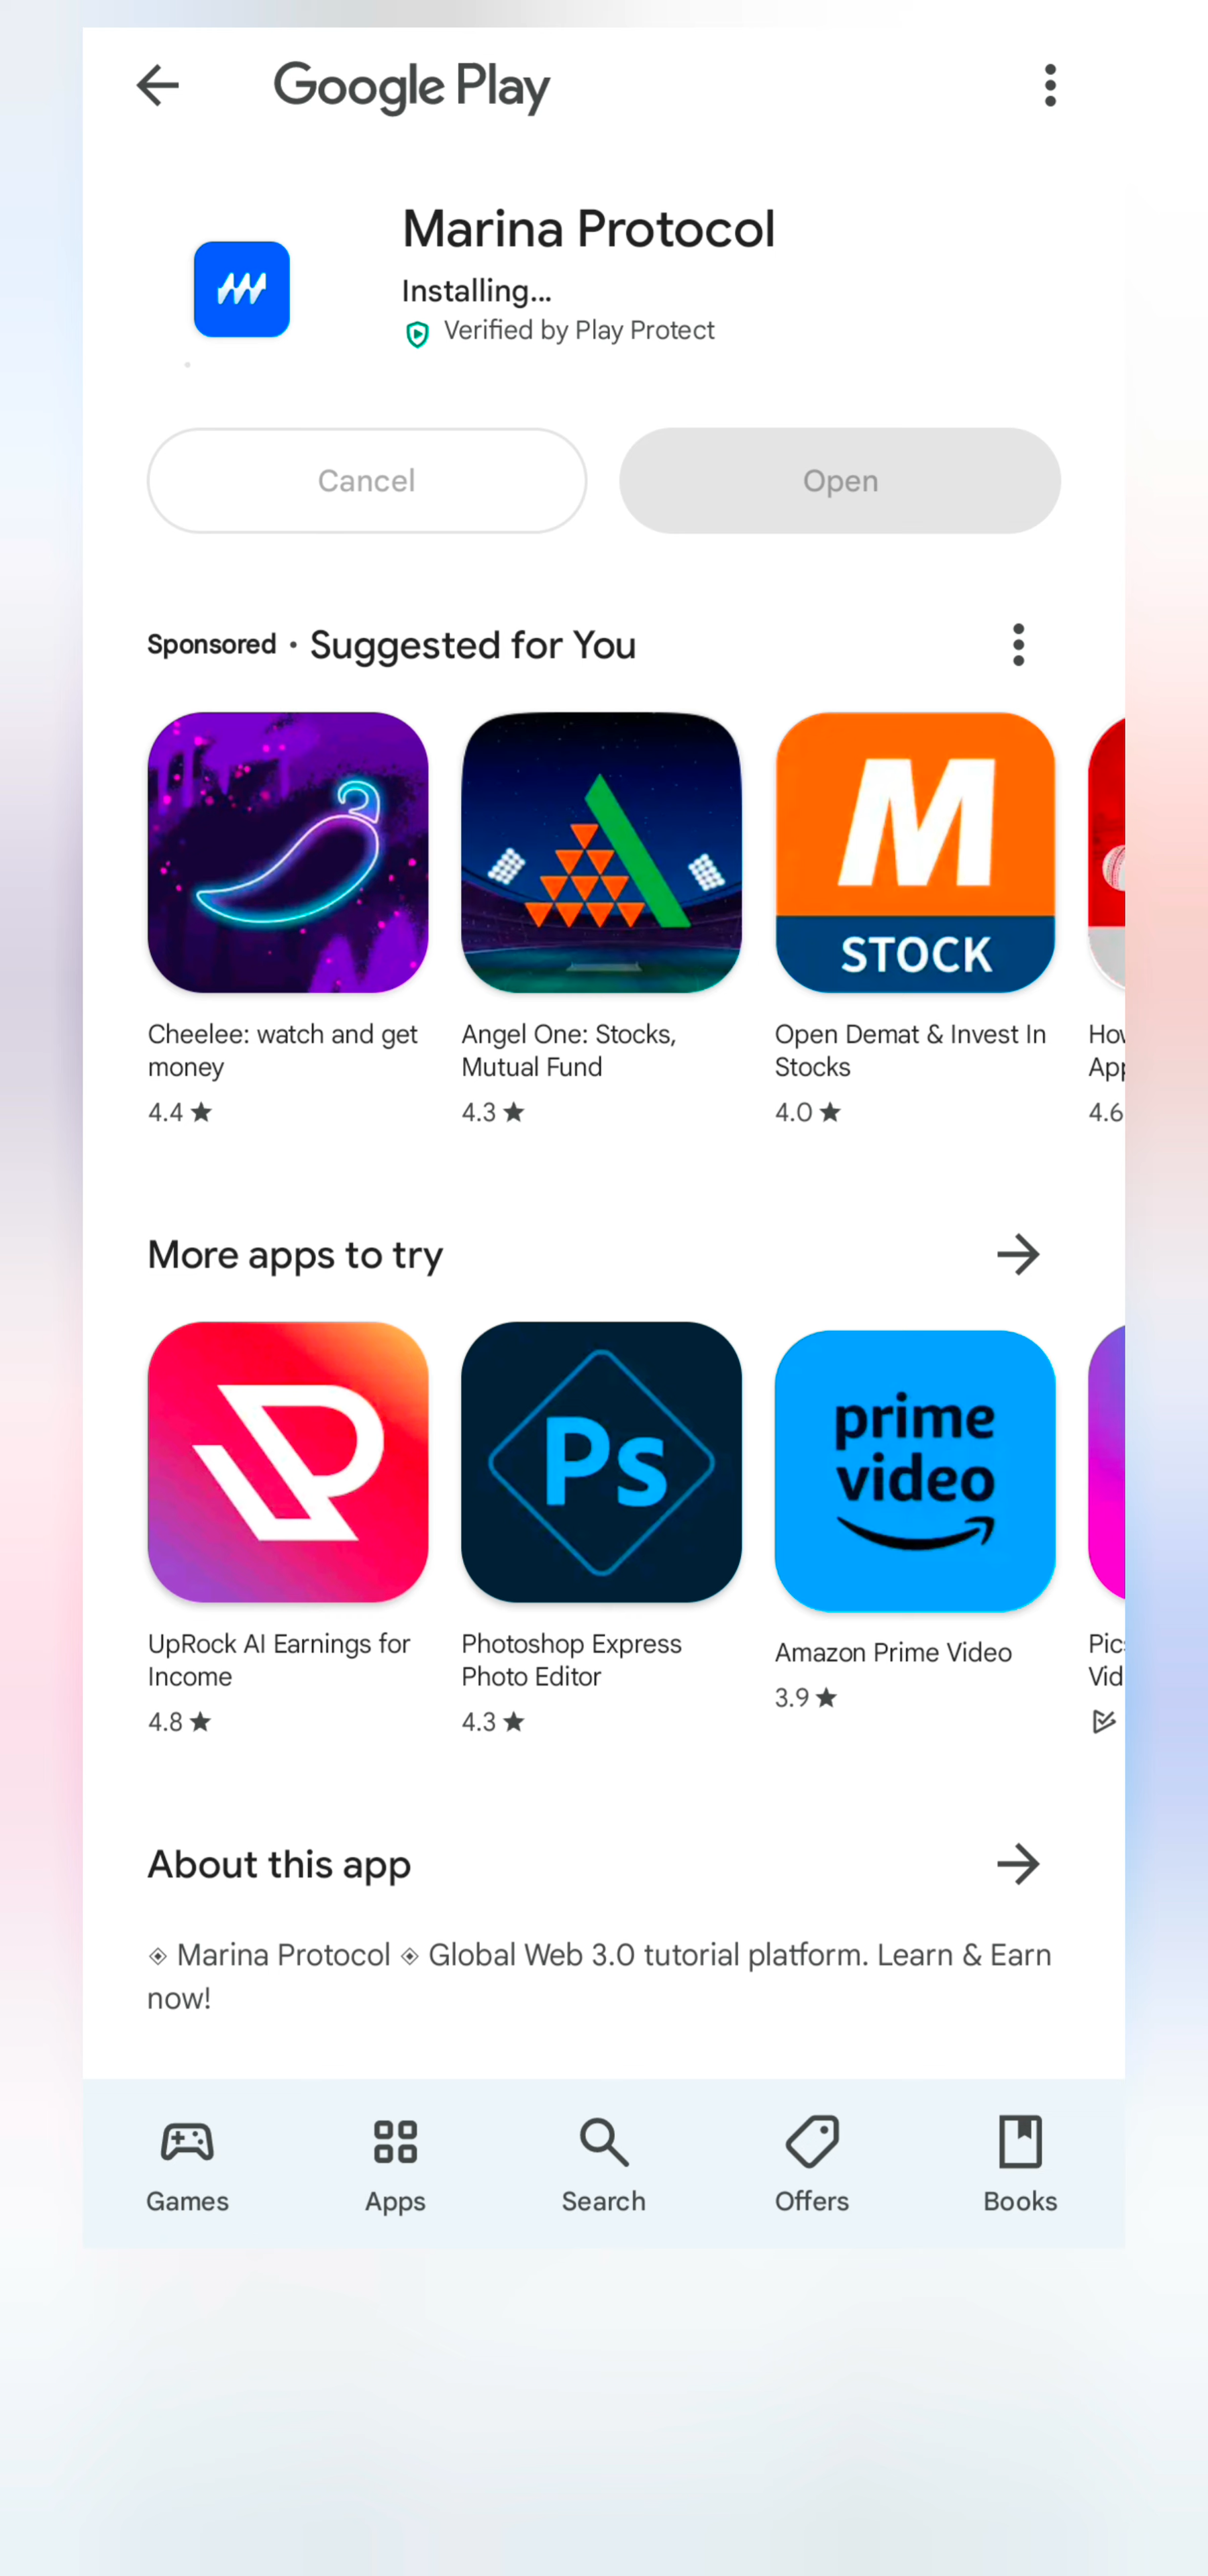 Google Play
Marina Protocol
Installing...
Verified by Play Protect
Cancel
Open
Sponsored • Suggested for You
M
STOCK
Cheelee: watch and get
money
4.4 ★
Angel One: Stocks,
Mutual Fund
4.3 ★
Open Demat & Invest In
Stocks
4.0 ★
4.6
More apps to try
Ps
prime
video
UpRock AI Earnings for
Income
4.8 ★
Photoshop Express
Photo Editor
4.3 ★
Amazon Prime Video
3.9 ★
Vid
About this app
◈ Marina Protocol ◈ Global Web 3.0 tutorial platform. Learn & Earn
now!
Games
Apps
Search
Offers
Books